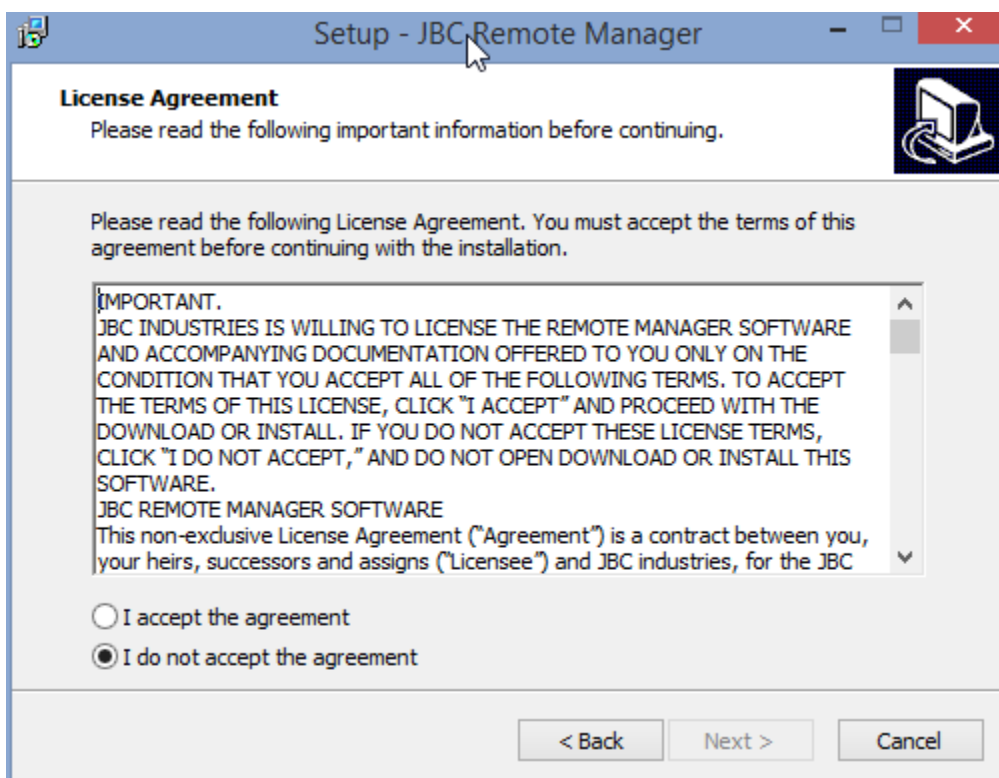 Setup - JBC Remote Manager
License Agreement
Please read the following important information before continuing.
Please read the following License Agreement. You must accept the terms of this
agreement before continuing with the installation.
IMPORTANT.
JBC INDUSTRIES IS WILLING TO LICENSE THE REMOTE MANAGER SOFTWARE
AND ACCOMPANYING DOCUMENTATION OFFERED TO YOU ONLY ON THE
CONDITION THAT YOU ACCEPT ALL OF THE FOLLOWING TERMS. TO ACCEPT
THE TERMS OF THIS LICENSE, CLICK “I ACCEPT” AND PROCEED WITH THE
DOWNLOAD OR INSTALL. IF YOU DO NOT ACCEPT THESE LICENSE TERMS,
CLICK “I DO NOT ACCEPT,” AND DO NOT OPEN DOWNLOAD OR INSTALL THIS
SOFTWARE.
JBC REMOTE MANAGER SOFTWARE
This non-exclusive License Agreement (“Agreement”) is a contract between you,
your heirs, successors and assigns (“Licensee”) and JBC industries, for the JBC
I accept the agreement
I do not accept the agreement
< Back Next > Cancel